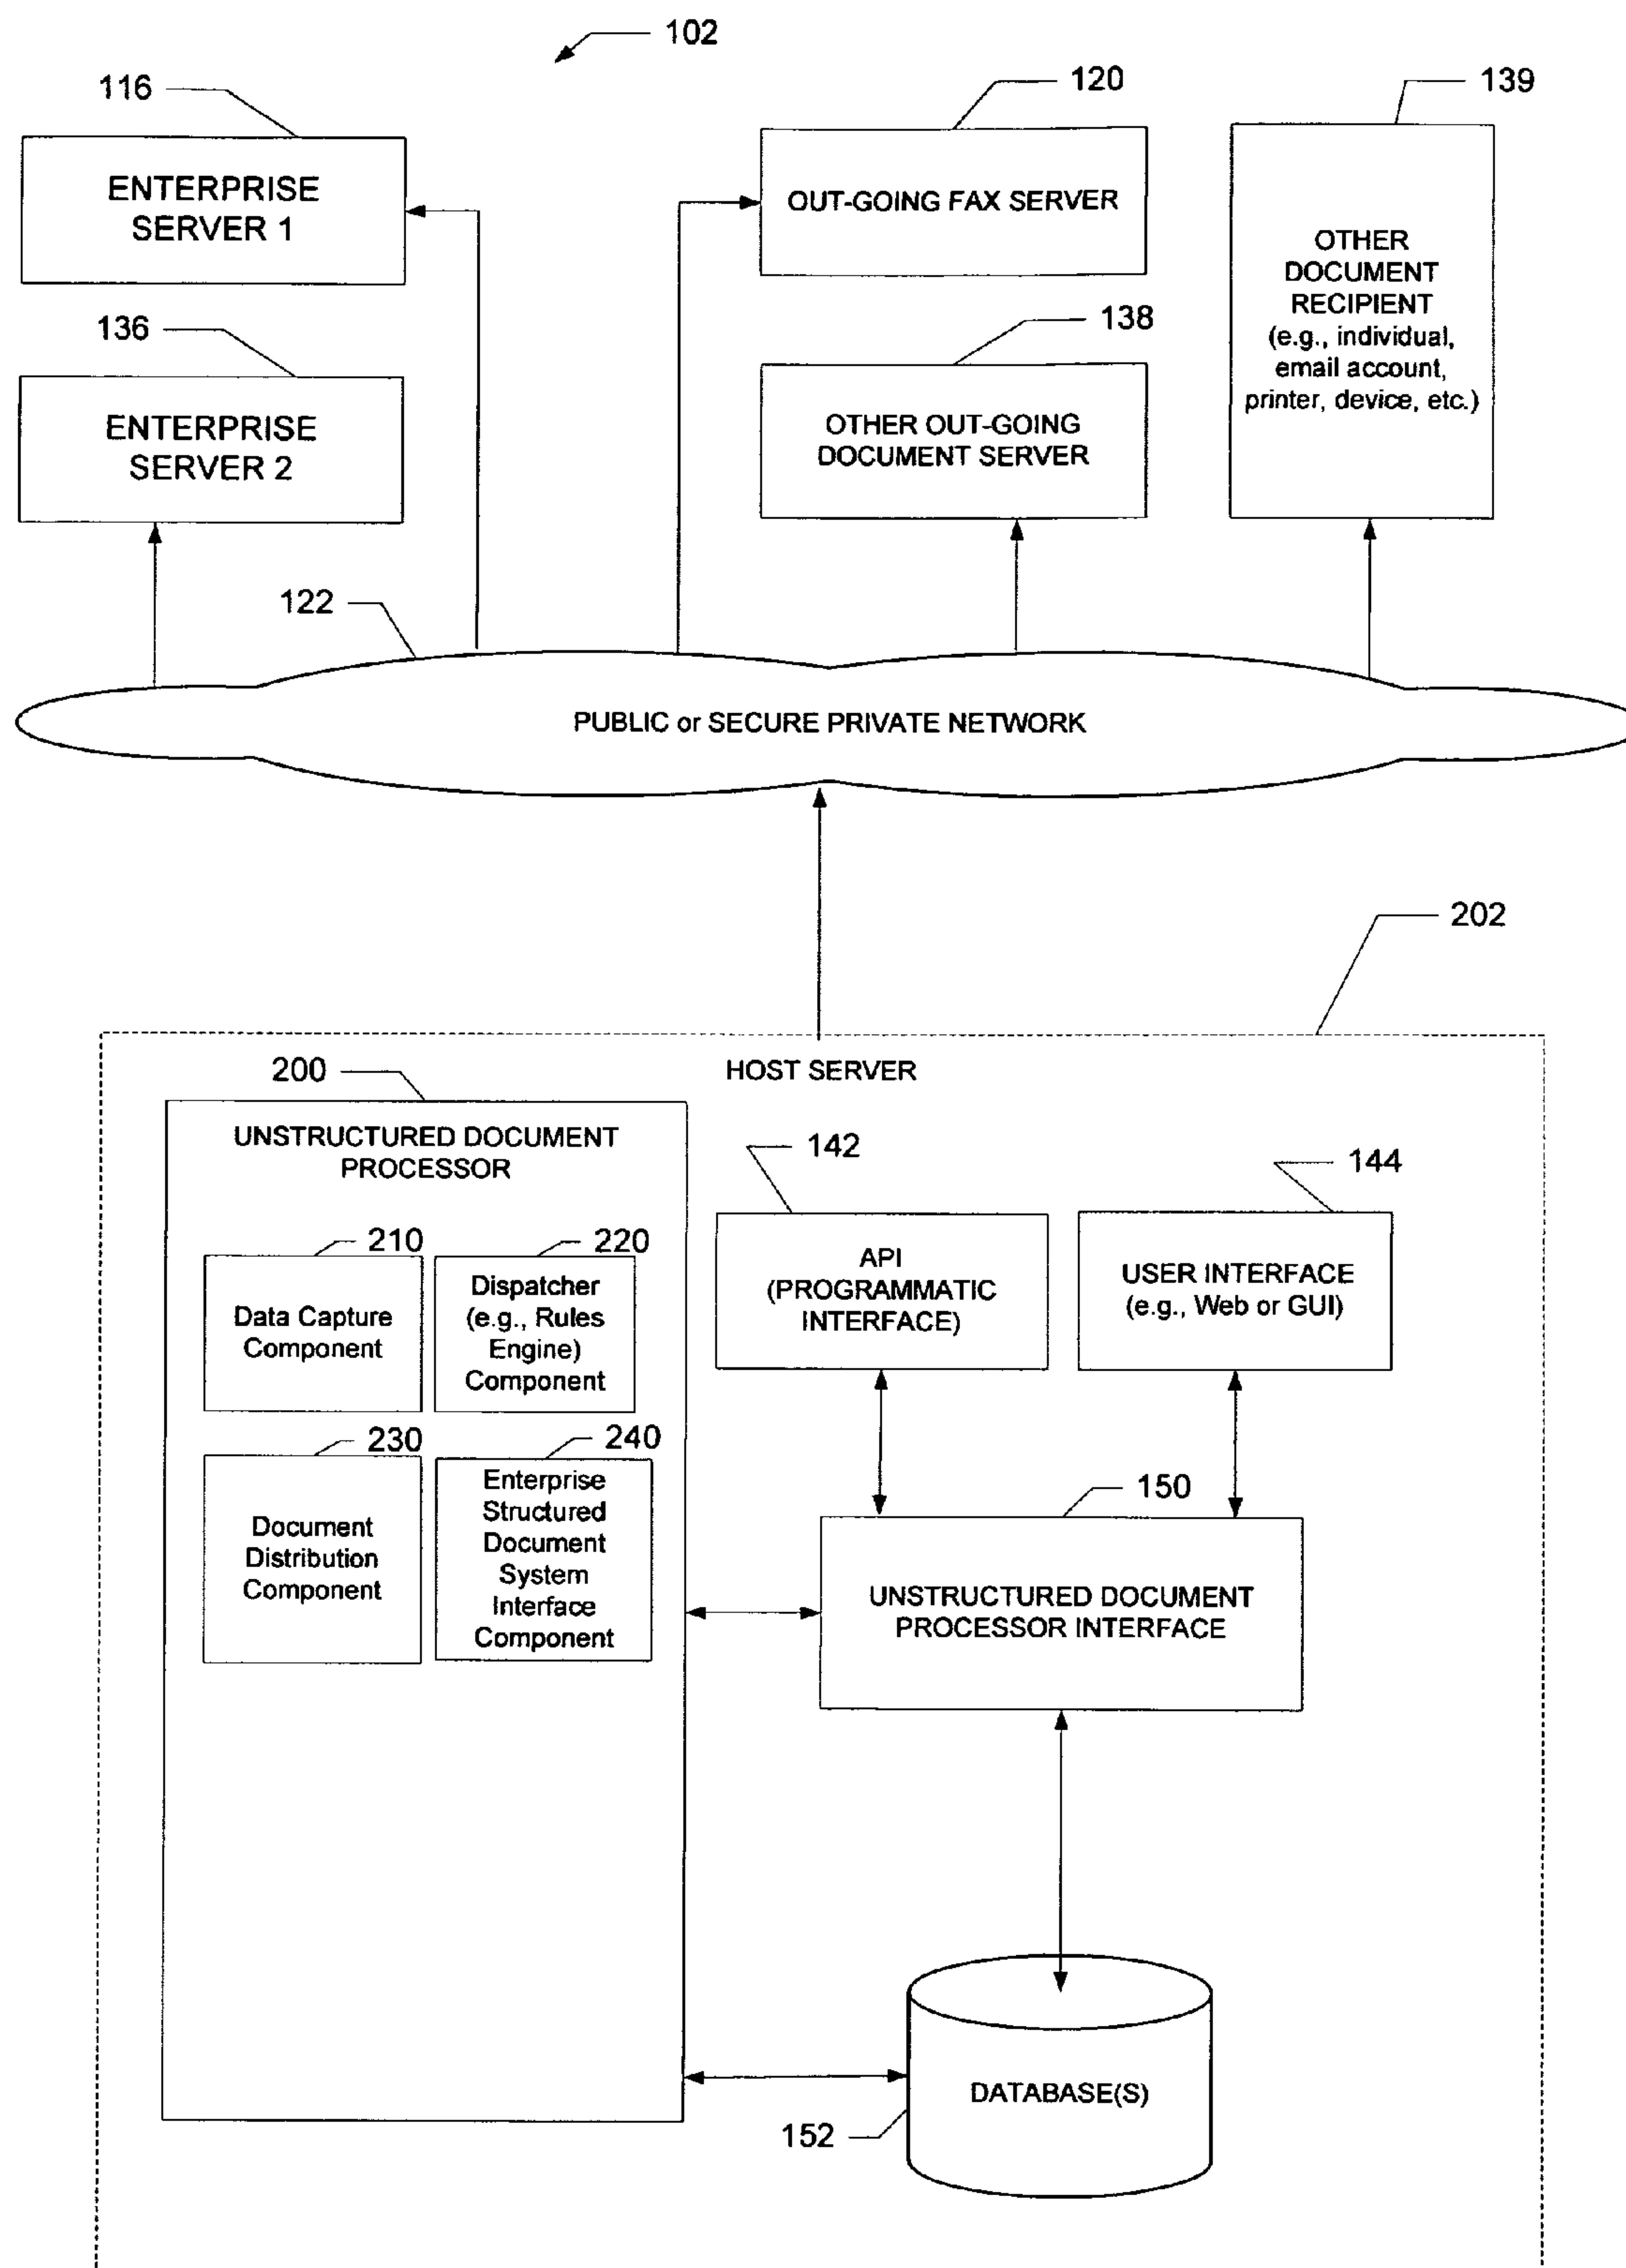 102
116
120
139
ENTERPRISE
SERVER 1
OUT-GOING FAX SERVER
OTHER
DOCUMENT
RECIPIENT
(e.g., individual,
email account,
printer, device, etc.)
136
138
ENTERPRISE
SERVER 2
OTHER OUT-GOING
DOCUMENT SERVER
122
PUBLIC or SECURE PRIVATE NETWORK
202
HOST SERVER
200
UNSTRUCTURED DOCUMENT
PROCESSOR
142
144
210
220
Data Capture
Component
Dispatcher
(e.g., Rules
Engine)
Component
API
(PROGRAMMATIC
INTERFACE)
USER INTERFACE
(e.g., Web or GUI)
230
240
Document
Distribution
Component
Enterprise
Structured
Document
System
Interface
Component
150
UNSTRUCTURED DOCUMENT
PROCESSOR INTERFACE
DATABASE(S)
152